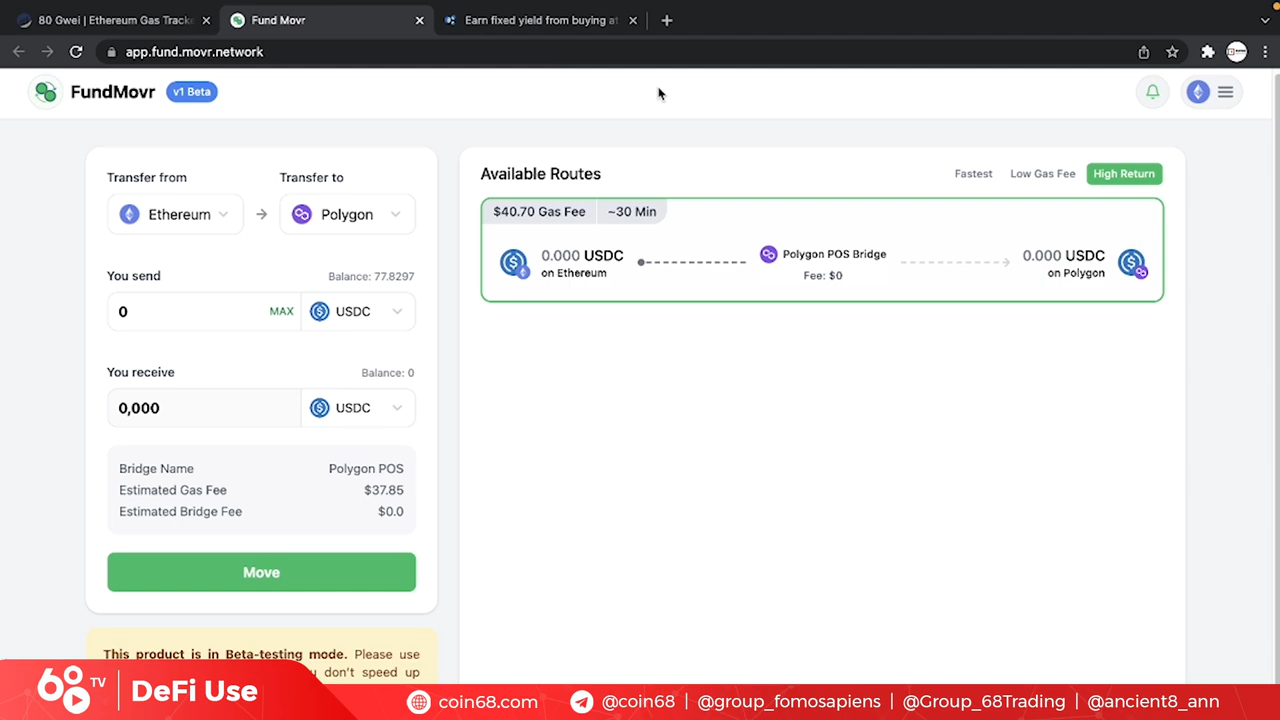 80 Gwei | Ethereum Gas Tracke
Fund Movr
Earn fixed yield from buying at
app.fund.movr.network
FundMovr
v1 Beta
Transfer from
Transfer to
Ethereum
Polygon
You send
Balance: 77.8297
0
MAX
USDC
You receive
Balance: 0
0,000
USDC
Bridge Name
Polygon POS
Estimated Gas Fee
$37.85
Estimated Bridge Fee
$0.0
Move
This product is in Beta-testing mode. Please use
u don't speed up
Available Routes
Fastest
Low Gas Fee
High Return
$40.70 Gas Fee
~30 Min
0.000 USDC
on Ethereum
Polygon POS Bridge
Fee: $0
0.000 USDC
on Polygon
68 TV
DeFi Use
coin68.com
@coin68 | @group_fomosapiens | @Group_68Trading | @ancient8_ann